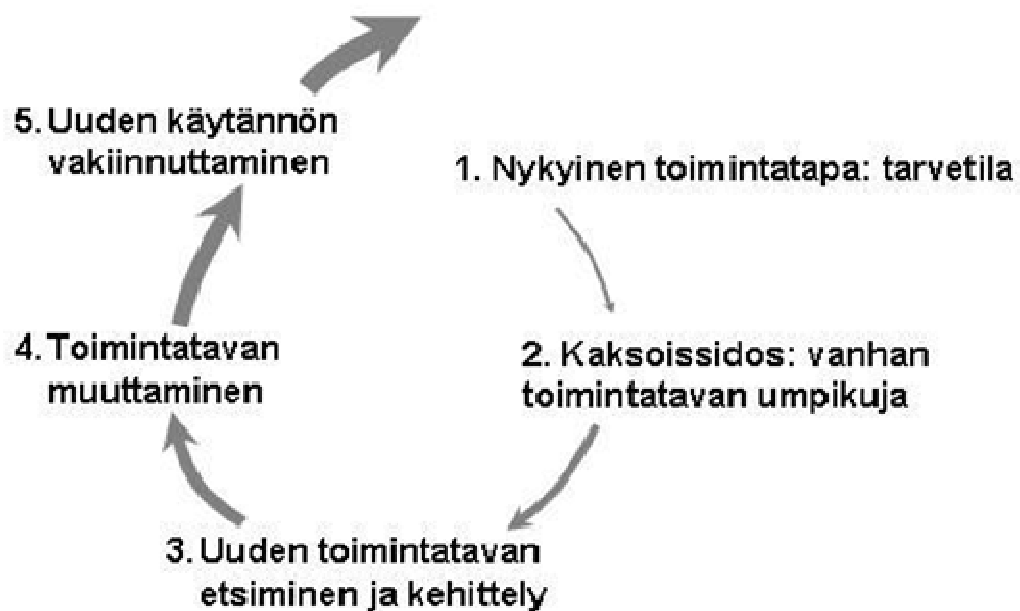 1. Nykyinen toimintatapa: tarvetila
2. Kaksoissidos: vanhan
toimintatavan umpikuja
3. Uuden toimintatavan
etsiminen ja kehittely
4. Toimintatavan
muuttaminen
5. Uuden käytännön
vakiinnuttaminen